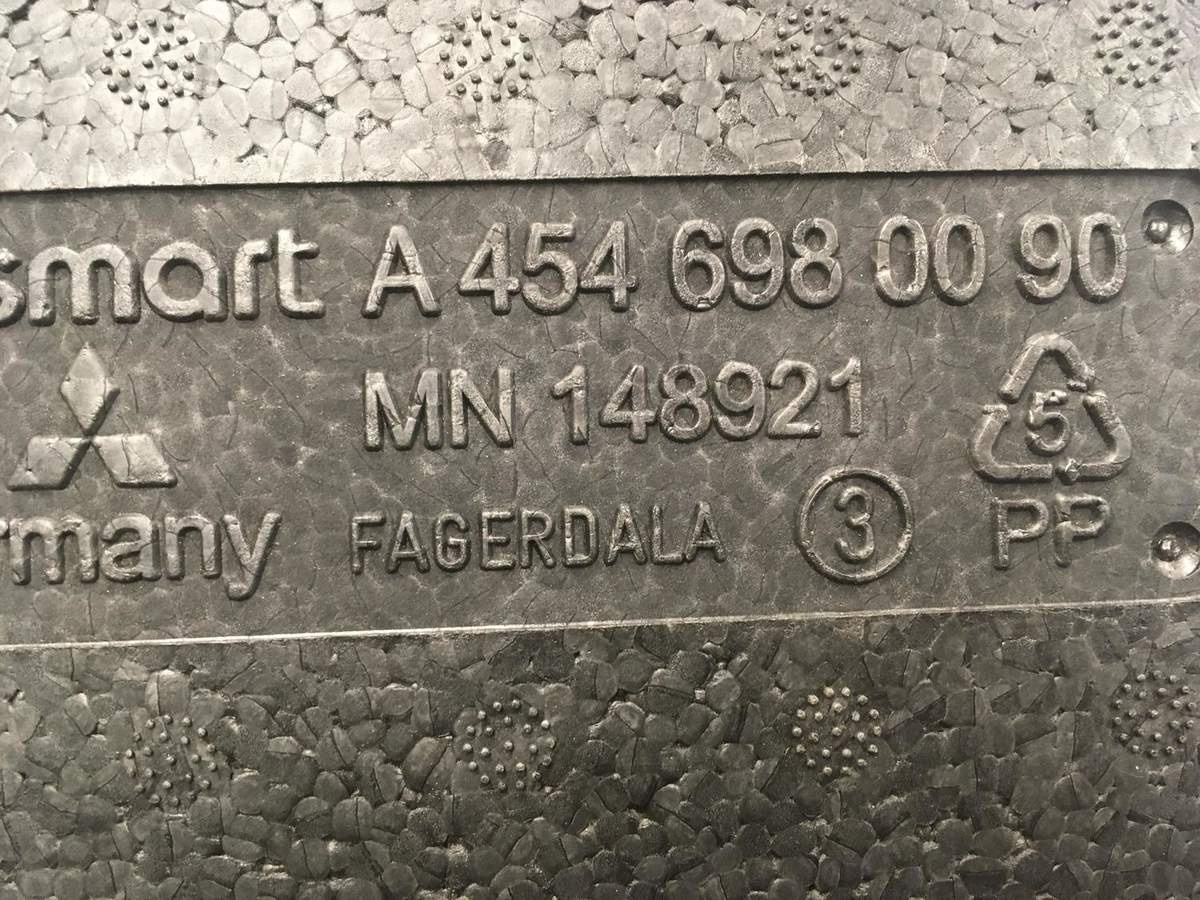 smart A 454 698 00 90
MN 148921
5
rmany FAGERDALA 3 PP